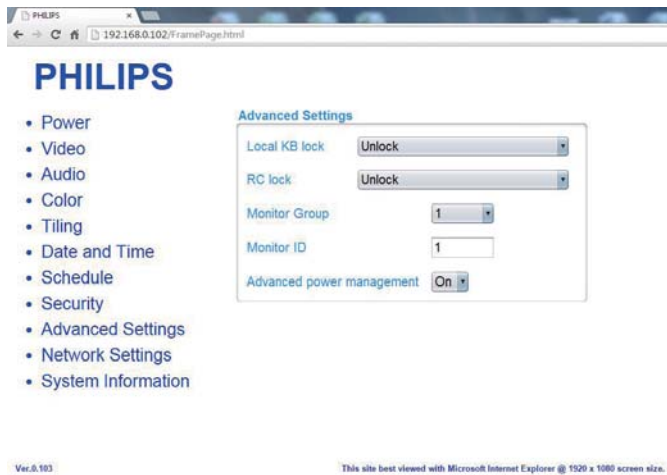 PHILIPS
192.168.0.102/FramePage.html
PHILIPS
Power
Video
Audio
Color
Tiling
Date and Time
Schedule
Security
Advanced Settings
Network Settings
System Information
Advanced Settings
Local KB lock Unlock
RC lock Unlock
Monitor Group 1
Monitor ID 1
Advanced power management On
Ver.0.103
This site best viewed with Microsoft Internet Explorer @ 1920 x 1080 screen size.